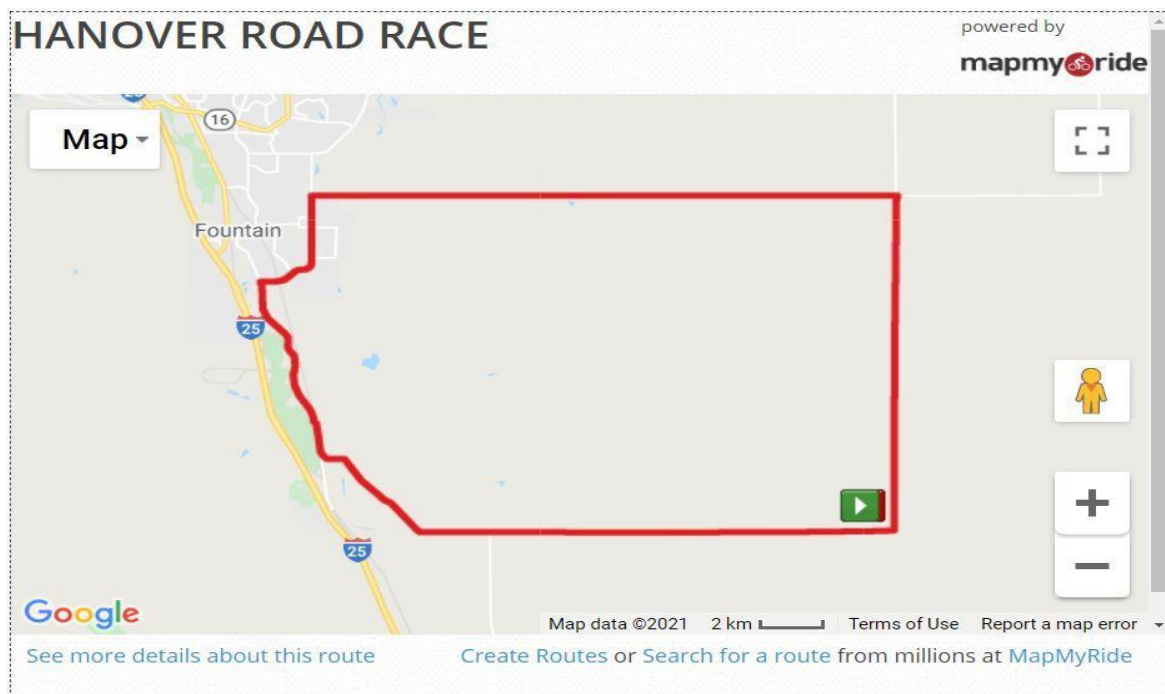 HANOVER ROAD RACE
powered by
mapmyride
Map
16
Fountain
25
25
Google
Map data ©2021 2 km Terms of Use Report a map error
See more details about this route Create Routes or Search for a route from millions at MapMyRide